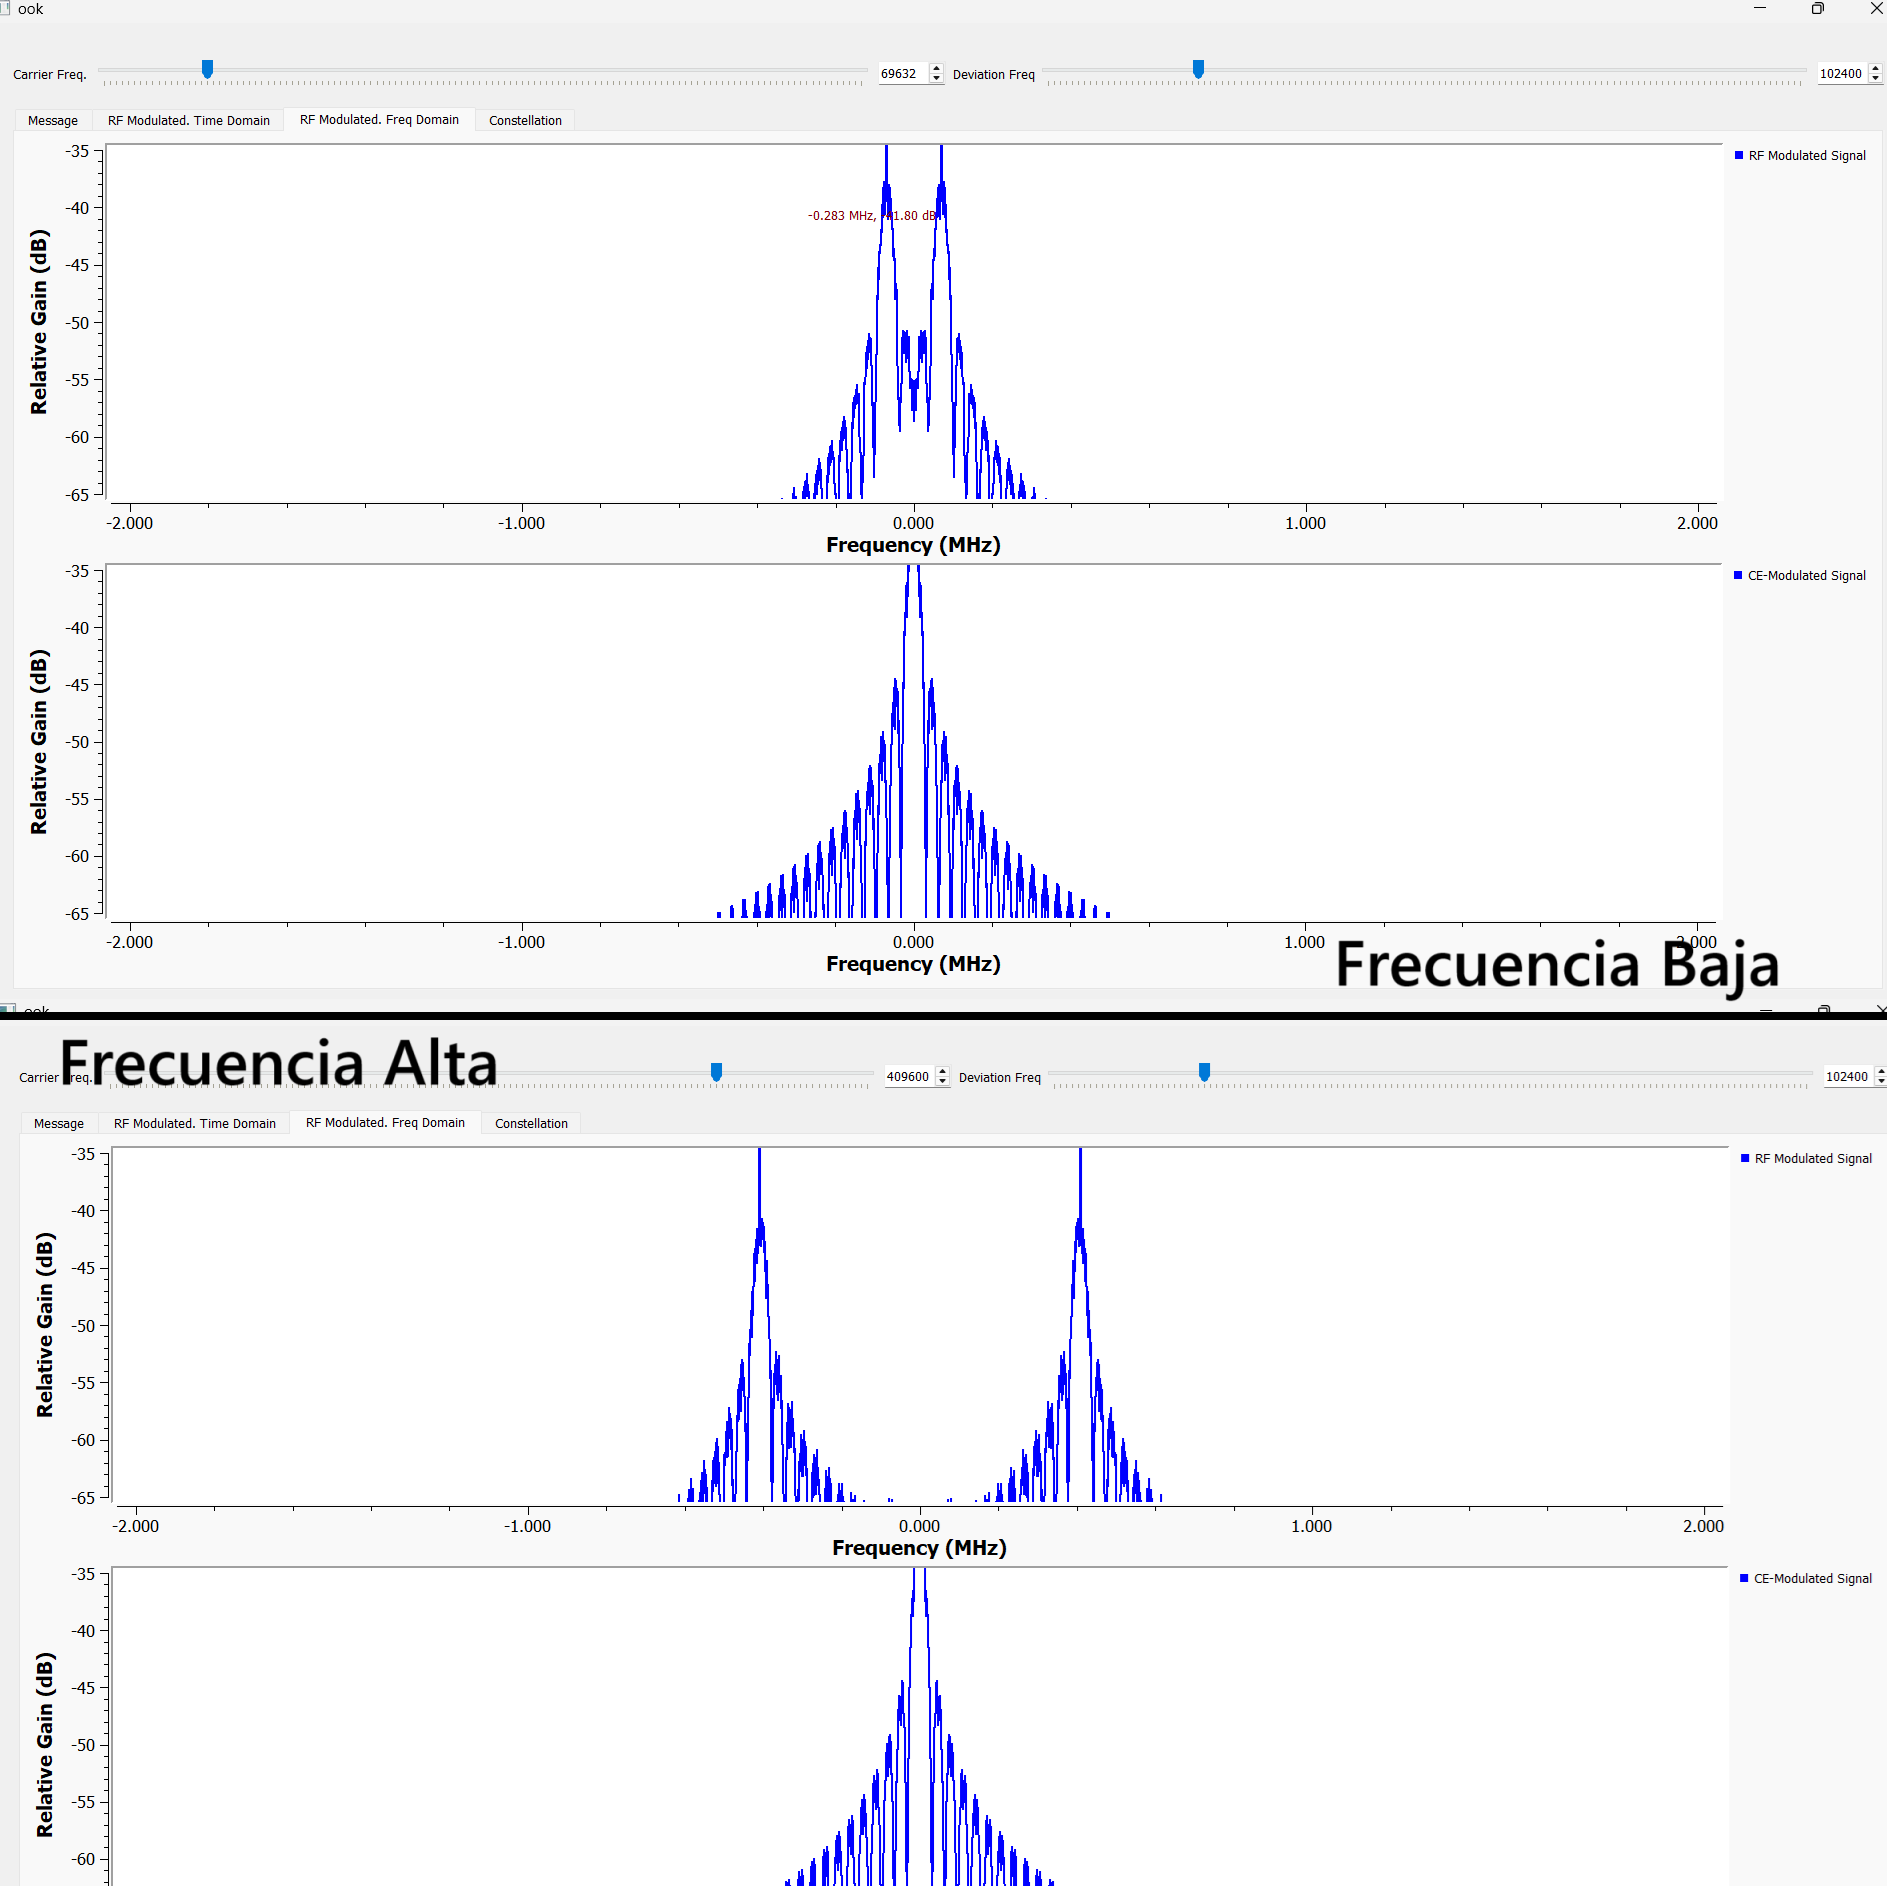 ook
Carrier Freq.
69632
Deviation Freq
102400
Message
RF Modulated. Time Domain
RF Modulated. Freq Domain
Constellation
-35
-40
-45
-50
-55
-60
-65
Relative Gain (dB)
-0.283 MHz,
1.80 dB
RF Modulated Signal
-2.000
-1.000
0.000
1.000
2.000
Frequency (MHz)
-35
-40
-45
-50
-55
-60
-65
Relative Gain (dB)
CE-Modulated Signal
-2.000
-1.000
0.000
1.000
2.000
Frequency (MHz)
Frecuencia Baja
ook
Frecuencia Alta
Carrier Freq.
409600
Deviation Freq
102400
Message
RF Modulated. Time Domain
RF Modulated. Freq Domain
Constellation
-35
-40
-45
-50
-55
-60
-65
Relative Gain (dB)
RF Modulated Signal
-2.000
-1.000
0.000
1.000
2.000
Frequency (MHz)
-35
-40
-45
-50
-55
-60
Relative Gain (dB)
CE-Modulated Signal